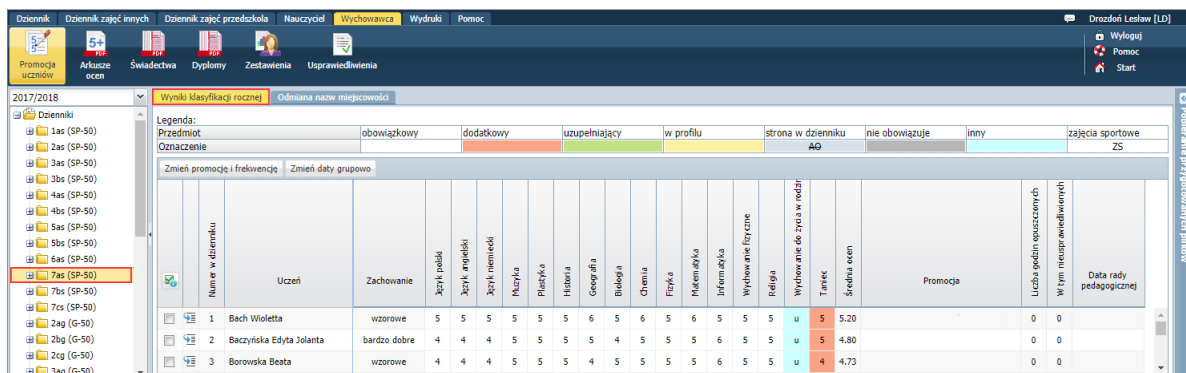 Dziennik Dziennik zajęć innych Dziennik zajęć przedszkola Nauczyciel Wychowawca Wydruki Pomoc Drozdoń Lesław [LD]
Promocja uczniów
Arkusze ocen
Świadectwa
Dyplomy
Zestawienia
Usprawiedliwienia
Wyloguj
Pomoc
Start
2017/2018
Dzienniki
1as (SP-50)
2as (SP-50)
3as (SP-50)
3bs (SP-50)
4as (SP-50)
4bs (SP-50)
5as (SP-50)
5bs (SP-50)
6as (SP-50)
7as (SP-50)
7bs (SP-50)
7cs (SP-50)
2ag (G-50)
2bg (G-50)
2cg (G-50)
3ag (G-50)
Wyniki klasyfikacji rocznej Odmiana nazw miejscowości
Legenda:
Przedmiot obowiązkowy dodatkowy uzupełniający w profilu strona w dzienniku nie obowiązuje inny zajęcia sportowe
Oznaczenie AO ZS
Zmień promocję i frekwencję Zmień daty grupowo
Numer w dzienniku
Uczeń
Zachowanie
Język polski
Język angielski
Język niemiecki
Muzyka
Plastyka
Historia
Geografia
Biologia
Chemia
Fizyka
Matematyka
Informatyka
Wychowanie fizyczne
Religia
Wychowanie do życia w rodzin
Taniec
Średnia ocen
Promocja
Liczba godzin opuszczonych
W tym nieusprawiedliwionych
Data rady pedagogicznej
1 Bach Wioletta wzorowe 5 5 5 5 5 5 6 5 6 5 6 5 5 5 u 5 5.20 0 0
2 Baczyńska Edyta Jolanta bardzo dobre 4 4 4 5 5 5 5 4 5 5 5 6 5 5 u 5 4.80 0 0
3 Borowska Beata wzorowe 4 4 4 5 5 5 4 5 5 5 5 6 5 5 u 4 4.73 0 0
Pobieranie przygotowanych plików